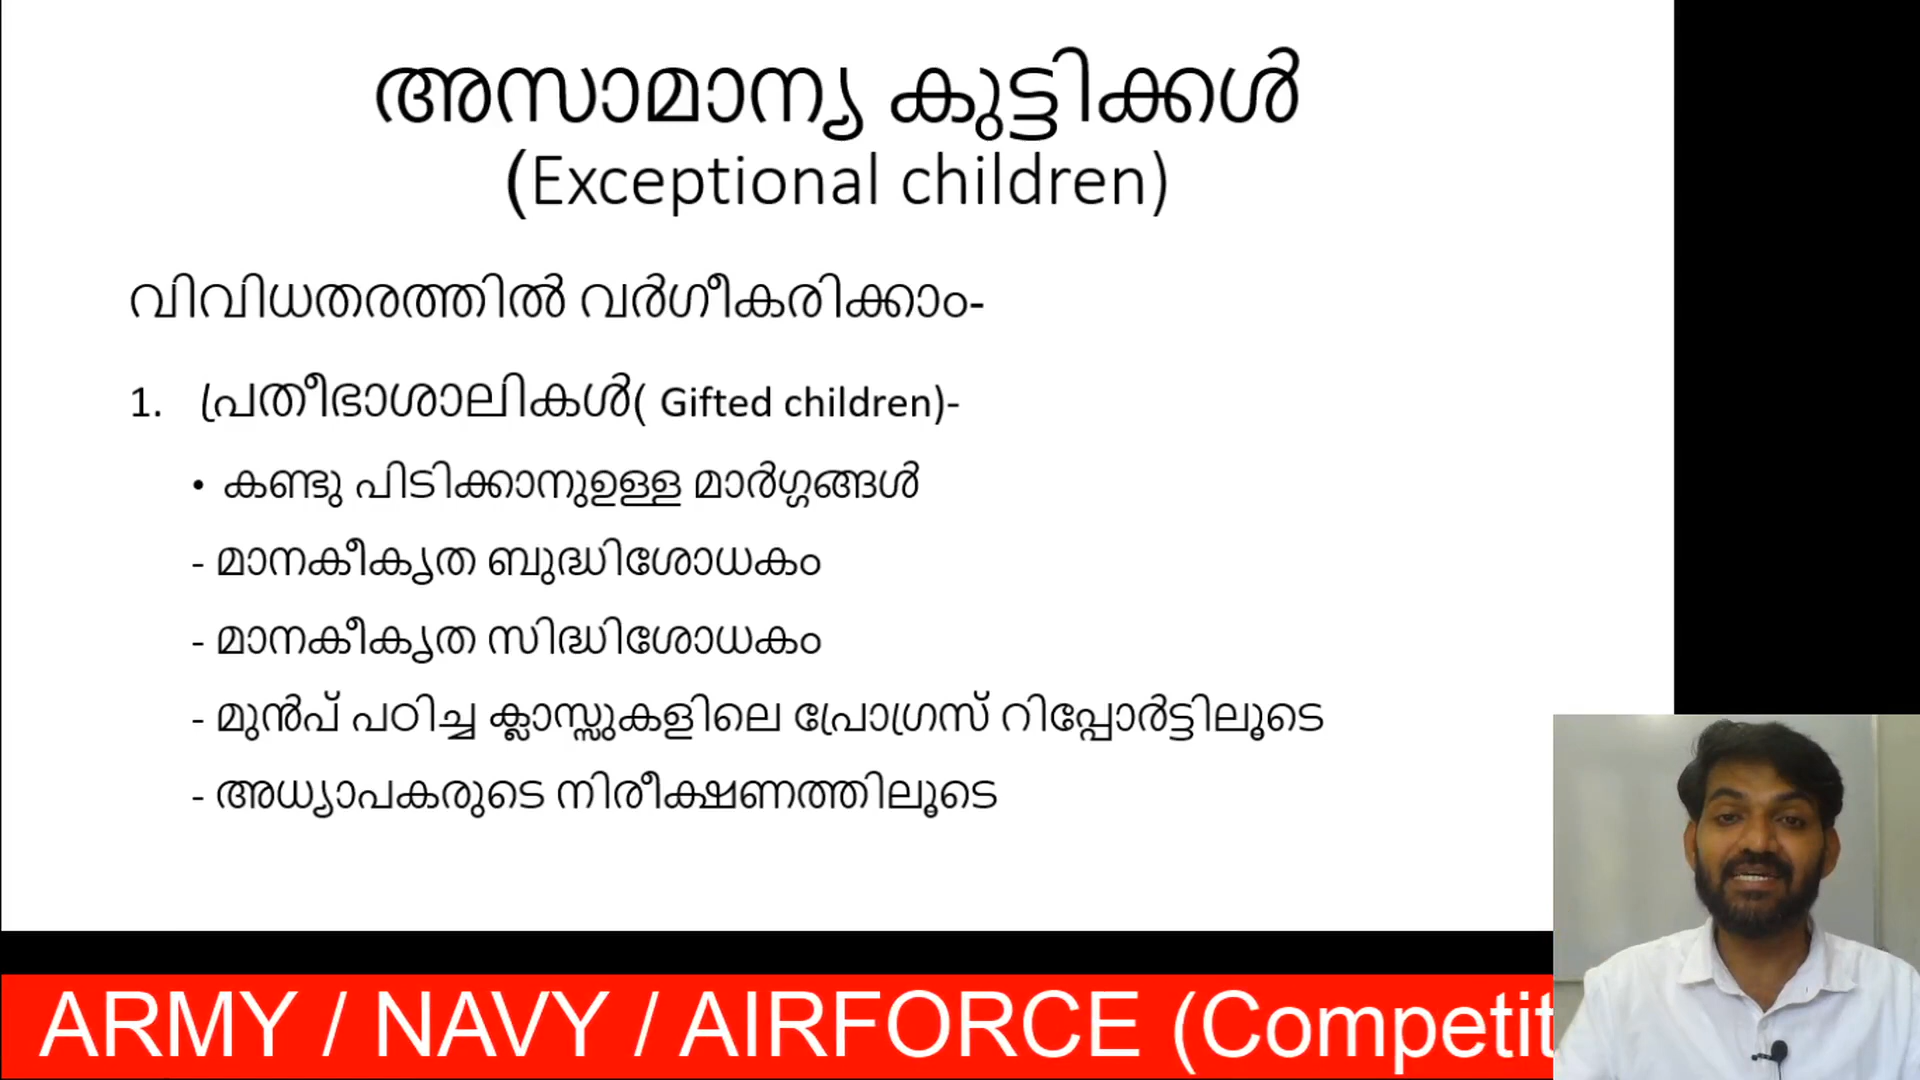 അസാമാന്യ കുട്ടിക്കൾ
(Exceptional children)
വിവിധതരത്തിൽ വർഗീകരിക്കാം-
1. പ്രതീഭാശാലികൾ( Gifted children)-
• കണ്ടു പിടിക്കാനുഉള്ള മാർഗ്ഗങ്ങൾ
- മാനകീകൃത ബുദ്ധിശോധകം
- മാനകീകൃത സിദ്ധിശോധകം
- മുൻപ് പഠിച്ച ക്ലാസ്സുകളിലെ പ്രോഗ്രസ് റിപ്പോർട്ടിലൂടെ
- അധ്യാപകരുടെ നിരീക്ഷണത്തിലൂടെ
ARMY / NAVY / AIRFORCE (Competit